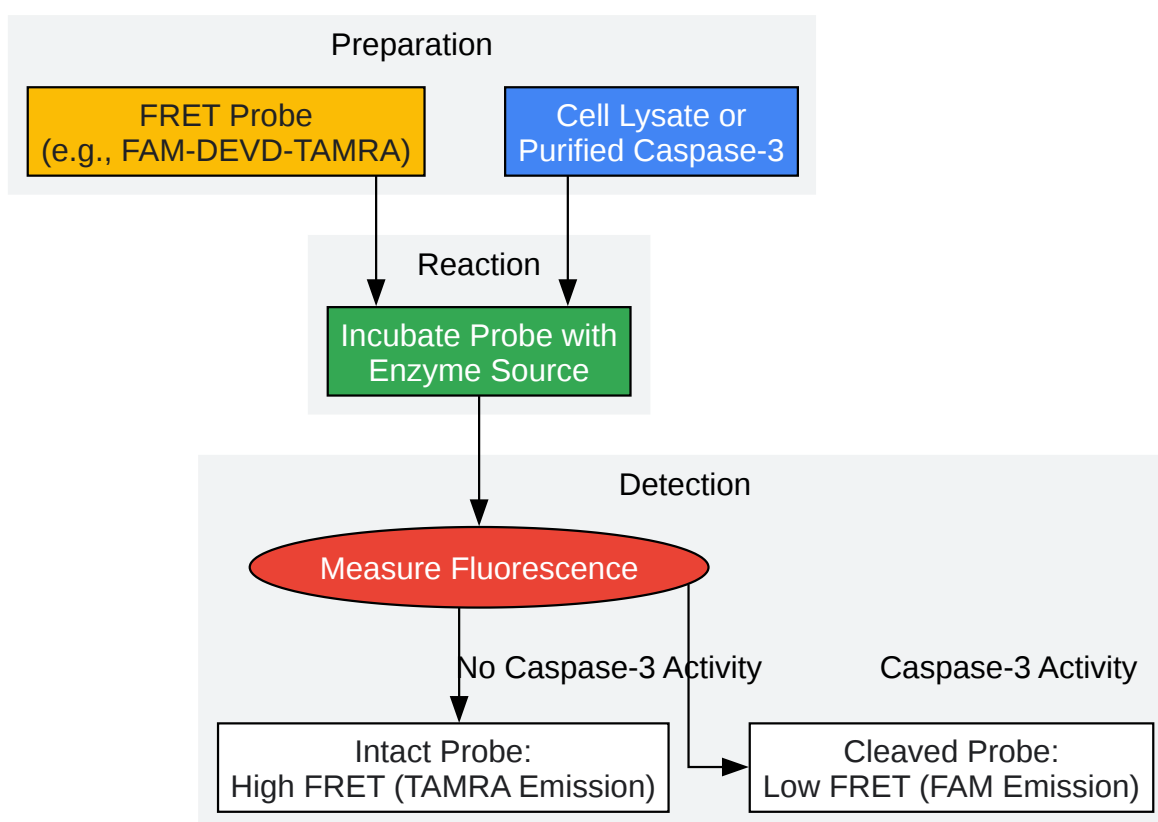 Preparation
FRET Probe
(e.g., FAM-DEVD-TAMRA)
Cell Lysate or
Purified Caspase-3
Reaction
Incubate Probe with
Enzyme Source
Detection
Measure Fluorescence
No Caspase-3 Activity
Caspase-3 Activity
Intact Probe:
High FRET (TAMRA Emission)
Cleaved Probe:
Low FRET (FAM Emission)